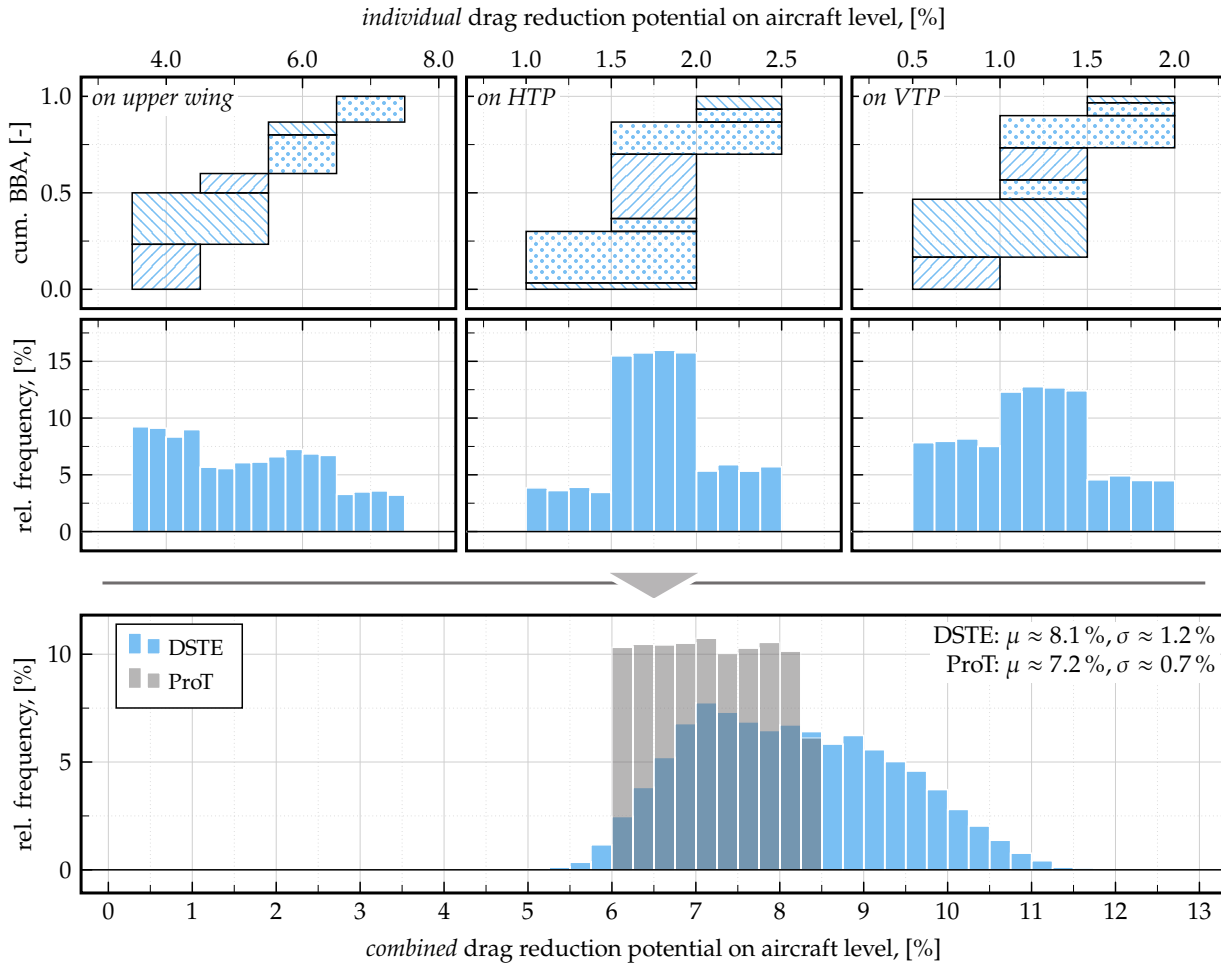 individual drag reduction potential on aircraft level, [%]
4.0 6.0 8.0 1.0 1.5 2.0 2.5 0.5 1.0 1.5 2.0
cum. BBA, [-]
1.0
0.5
0.0
on upper wing
on HTP
on VTP
rel. frequency, [%]
15
10
5
0
rel. frequency, [%]
10
5
0
DSTE
ProT
DSTE: μ ≈ 8.1 %, σ ≈ 1.2 %
ProT: μ ≈ 7.2 %, σ ≈ 0.7 %
0 1 2 3 4 5 6 7 8 9 10 11 12 13
combined drag reduction potential on aircraft level, [%]